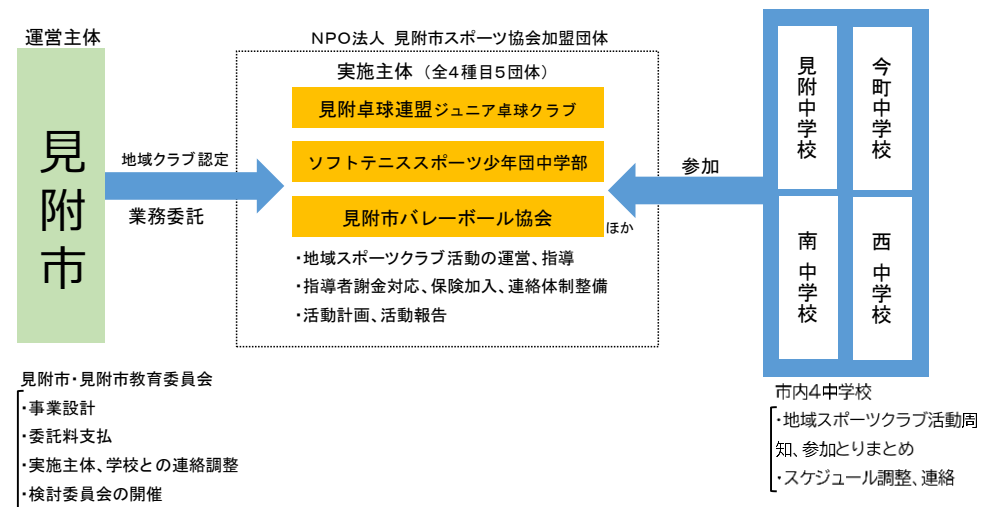 運営主体
見附市
地域クラブ認定
業務委託
NPO法人 見附市スポーツ協会加盟団体
実施主体（全4種目5団体）
見附卓球連盟ジュニア卓球クラブ
ソフトテニススポーツ少年団中学部
見附市バレーボール協会
ほか
・地域スポーツクラブ活動の運営、指導
・指導者謝金対応、保険加入、連絡体制整備
・活動計画、活動報告
参加
見附中学校
今町中学校
南 中学校
西 中学校
見附市・見附市教育委員会
・事業設計
・委託料支払
・実施主体、学校との連絡調整
・検討委員会の開催
市内4中学校
・地域スポーツクラブ活動周
知、参加とりまとめ
・スケジュール調整、連絡